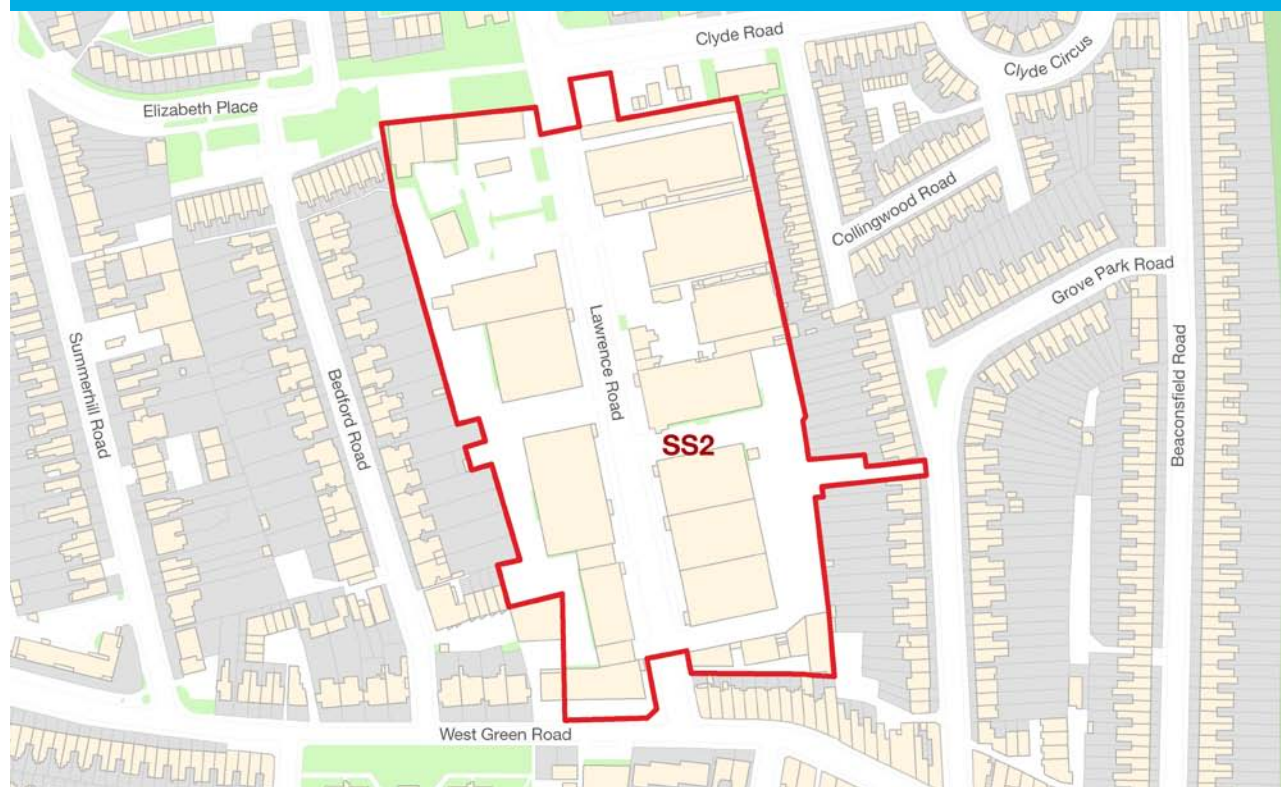 Clyde Road
Clyde Circus
Elizabeth Place
Collingwood Road
Grove Park Road
Summerhill Road
Bedford Road
Lawrence Road
Beaconsfield Road
SS2
West Green Road